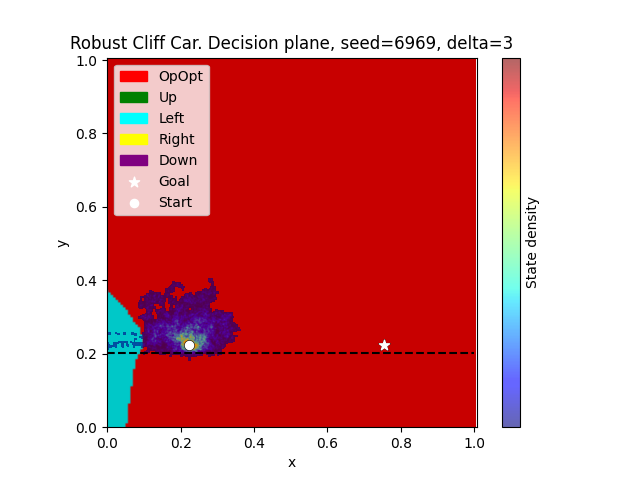 Robust Cliff Car. Decision plane, seed=6969, delta=3
1.0
0.8
0.6
0.4
0.2
0.0
y
OpOpt
Up
Left
Right
Down
Goal
Start
0.0 0.2 0.4 0.6 0.8 1.0
x
State density